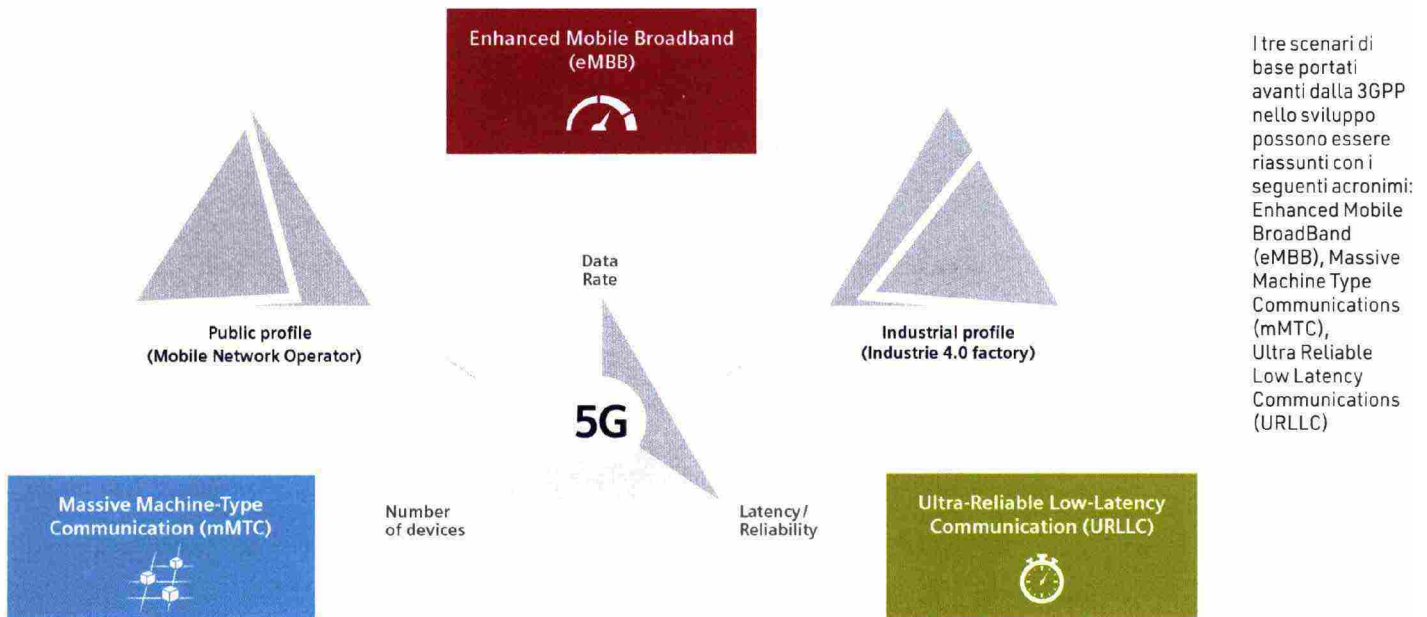 Enhanced Mobile Broadband
(eMBB)
Public profile
(Mobile Network Operator)
Data
Rate
Industrial profile
(Industrie 4.0 factory)
5G
Massive Machine-Type
Communication (mMTC)
Number
of devices
Latency/
Reliability
Ultra-Reliable Low-Latency
Communication (URLLC)
I tre scenari di
base portati
avanti dalla 3GPP
nello sviluppo
possono essere
riassunti con i
seguenti acronimi:
Enhanced Mobile
BroadBand
(eMBB), Massive
Machine Type
Communications
(mMTC),
Ultra Reliable
Low Latency
Communications
(URLLC)